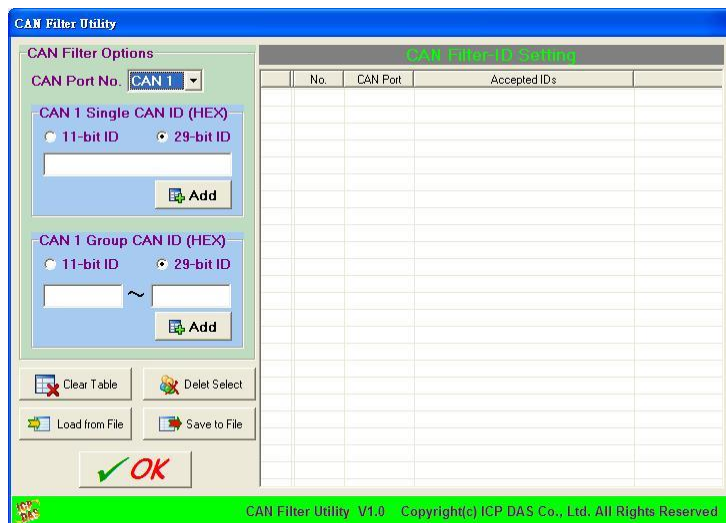 CAN Filter Utility
CAN Filter Options
CAN Port No. CAN 1
CAN 1 Single CAN ID (HEX)
11-bit ID 29-bit ID
Add
CAN 1 Group CAN ID (HEX)
11-bit ID 29-bit ID
~
Add
Clear Table Delet Select
Load from File Save to File
OK
CAN Filter-ID Setting
No. CAN Port Accepted IDs
ICP DAS
CAN Filter Utility V1.0 Copyright(c) ICP DAS Co., Ltd. All Rights Reserved